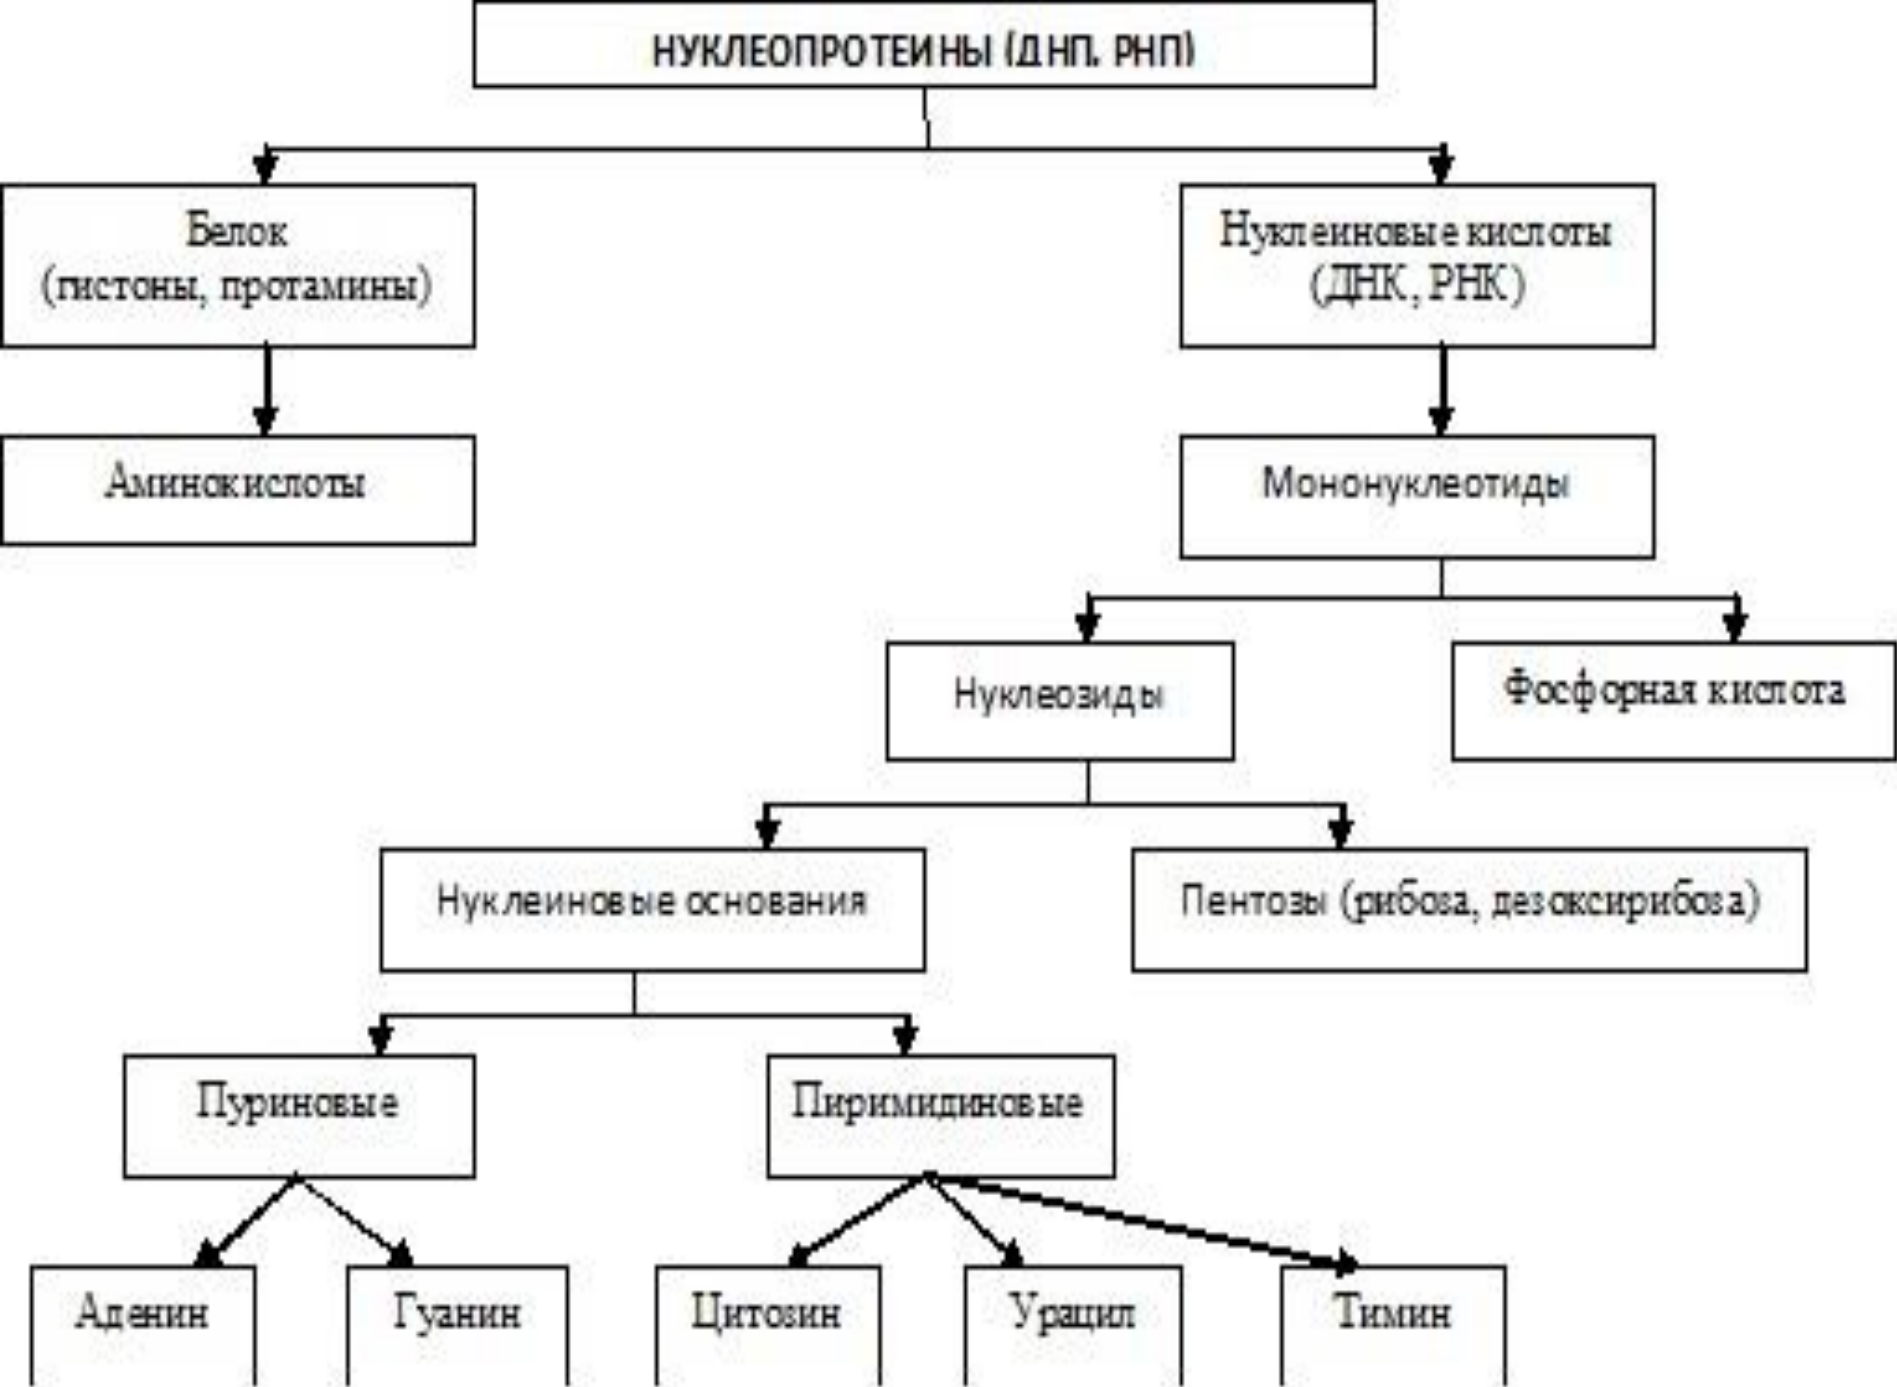 НУКЛЕОПРОТЕИНЫ (ДНП. РНП)
Белок
(гистоны, протамины)
Нуклеиновые кислоты
(ДНК, РНК)
Аминокислоты
Мононуклеотиды
Нуклеозиды
Фосфорная кислота
Нуклеиновые основания
Пентозы (рибоза, дезоксирибоза)
Пуриновые
Пиримидиновые
Аденин
Гуанин
Цитозин
Урацил
Тимин